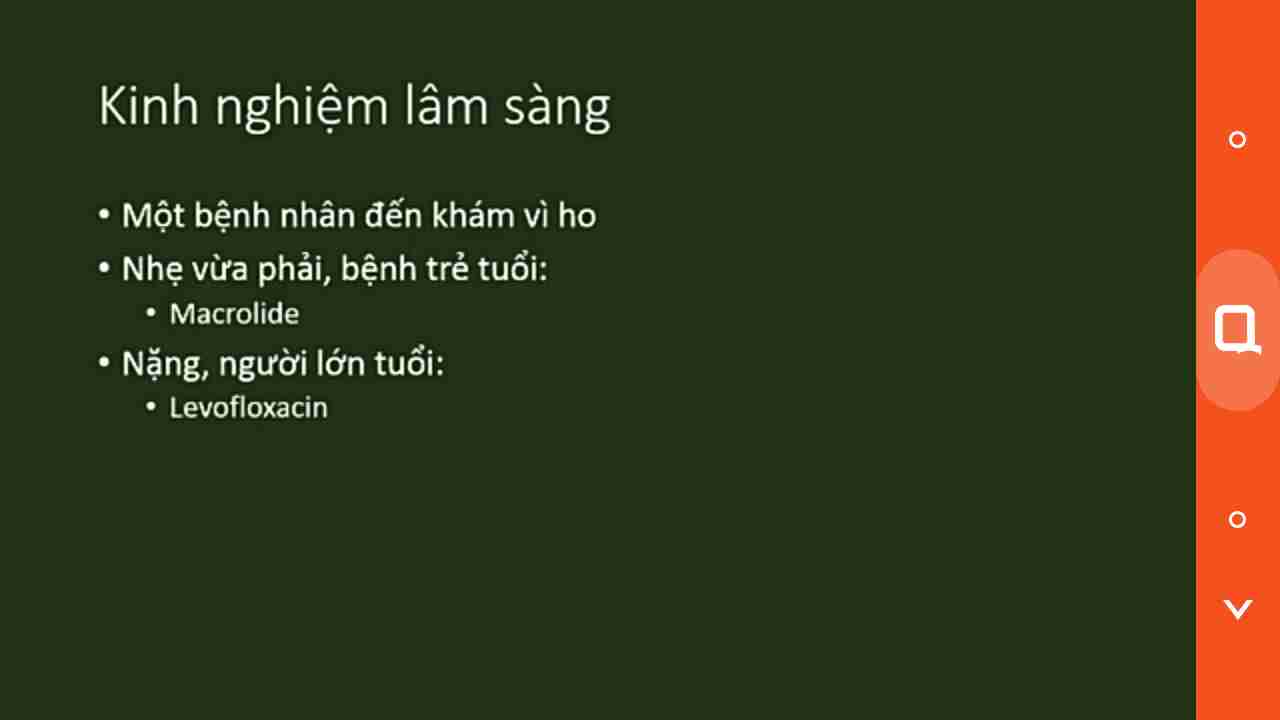 Kinh nghiệm lâm sàng
• Một bệnh nhân đến khám vì ho
• Nhẹ vừa phải, bệnh trẻ tuổi:
• Macrolide
• Nặng, người lớn tuổi:
• Levofloxacin